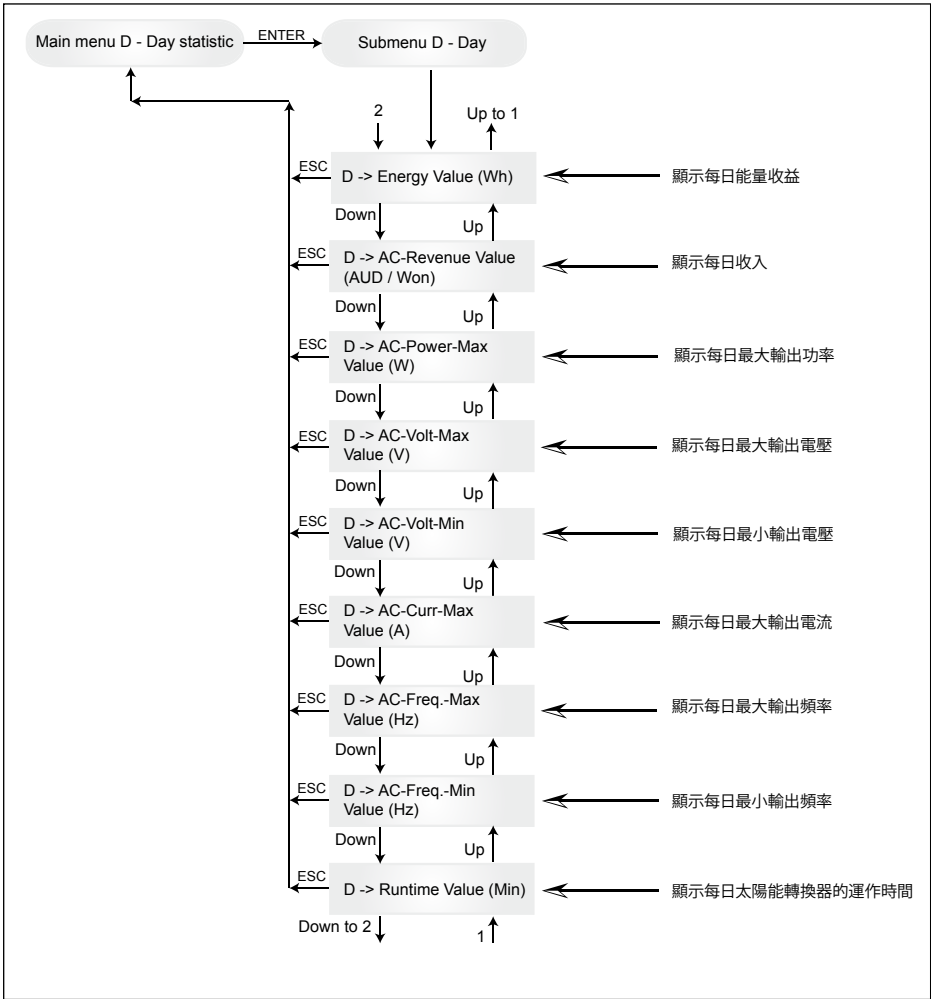 Main menu D - Day statistic
ENTER
Submenu D - Day
2
Up to 1
ESC
D -> Energy Value (Wh)
顯示每日能量收益
Down
Up
ESC
D -> AC-Revenue Value
(AUD / Won)
顯示每日收入
Down
Up
ESC
D -> AC-Power-Max
Value (W)
顯示每日最大輸出功率
Down
Up
ESC
D -> AC-Volt-Max
Value (V)
顯示每日最大輸出電壓
Down
Up
ESC
D -> AC-Volt-Min
Value (V)
顯示每日最小輸出電壓
Down
Up
ESC
D -> AC-Curr-Max
Value (A)
顯示每日最大輸出電流
Down
Up
ESC
D -> AC-Freq.-Max
Value (Hz)
顯示每日最大輸出頻率
Down
Up
ESC
D -> AC-Freq.-Min
Value (Hz)
顯示每日最小輸出頻率
Down
Up
ESC
D -> Runtime Value (Min)
顯示每日太陽能轉換器的運作時間
Down to 2
1